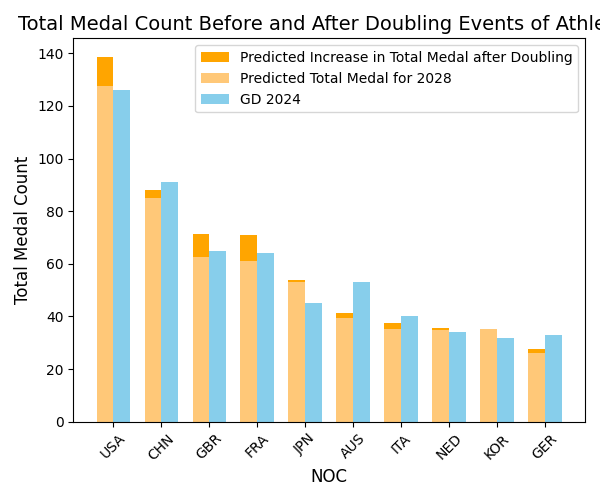 Total Medal Count Before and After Doubling Events of Athle
Predicted Increase in Total Medal after Doubling
Predicted Total Medal for 2028
GD 2024
Total Medal Count
140
120
100
80
60
40
20
0
USA CHN GBR FRA JPN AUS ITA NED KOR GER
NOC